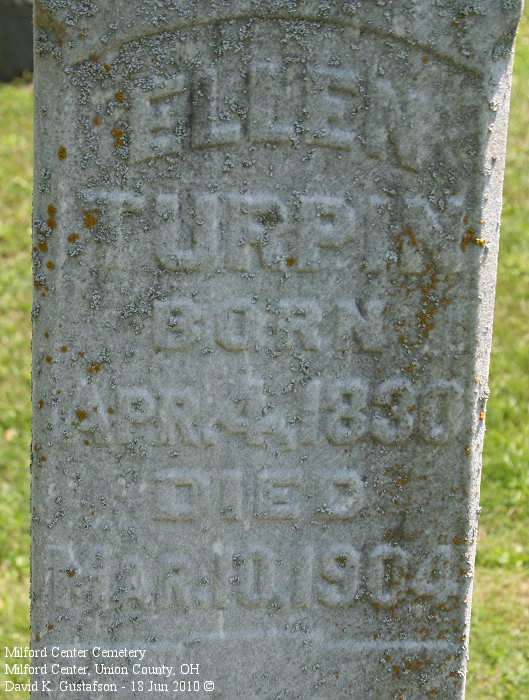 ELLEN
TURPIN
BORN
APR. 4, 1830
DIED
MAR. 10. 1904
Milford Center Cemetery
Milford Center, Union County, OH
David K. Gustafson - 18 Jun 2010 ©